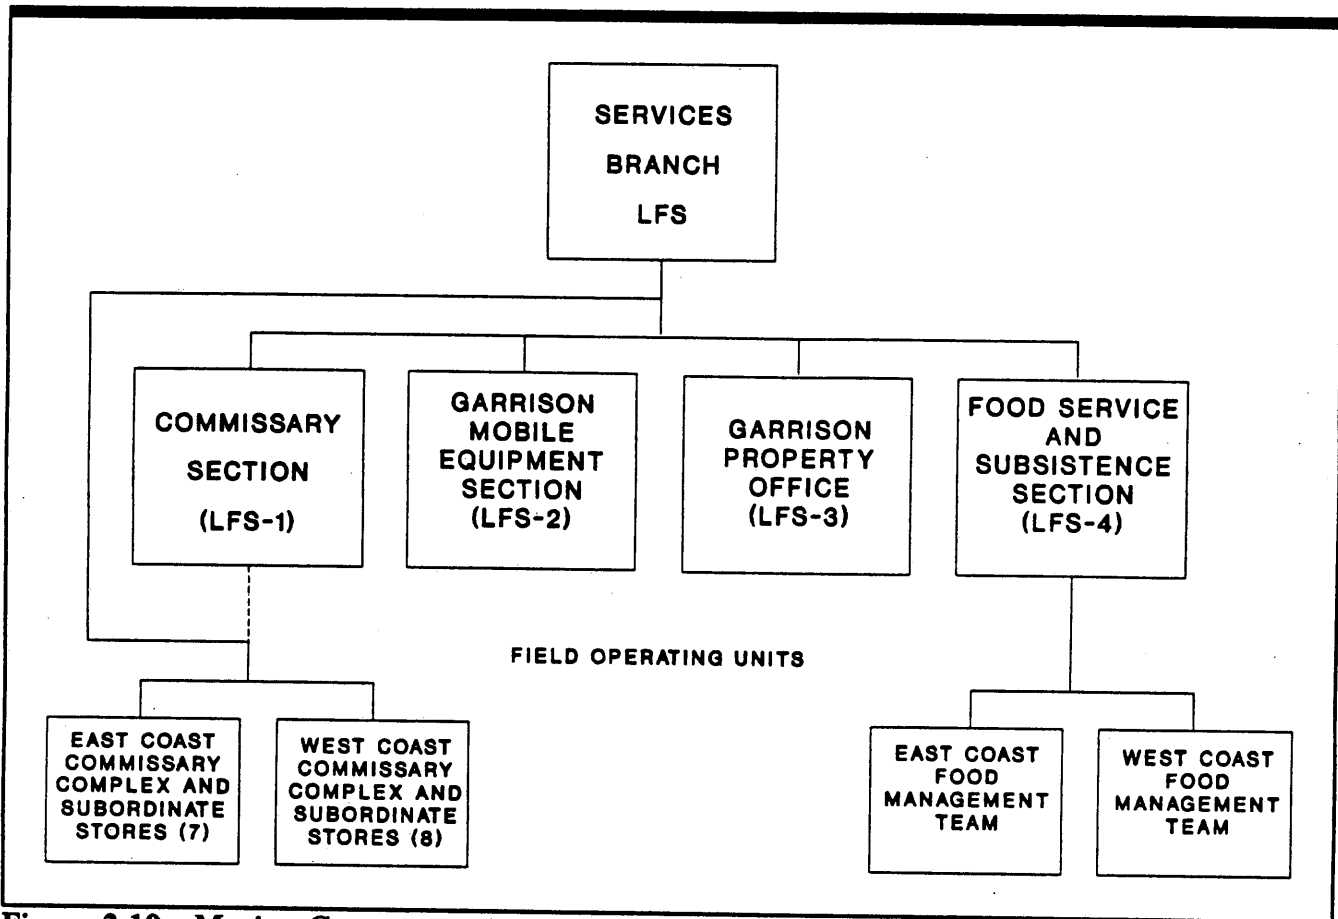 SERVICES
BRANCH
LFS
COMMISSARY
SECTION
(LFS-1)
GARRISON
MOBILE
EQUIPMENT
SECTION
(LFS-2)
GARRISON
PROPERTY
OFFICE
(LFS-3)
FOOD SERVICE
AND
SUBSISTENCE
SECTION
(LFS-4)
FIELD OPERATING UNITS
EAST COAST
COMMISSARY
COMPLEX AND
SUBORDINATE
STORES (7)
WEST COAST
COMMISSARY
COMPLEX AND
SUBORDINATE
STORES (8)
EAST COAST
FOOD
MANAGEMENT
TEAM
WEST COAST
FOOD
MANAGEMENT
TEAM